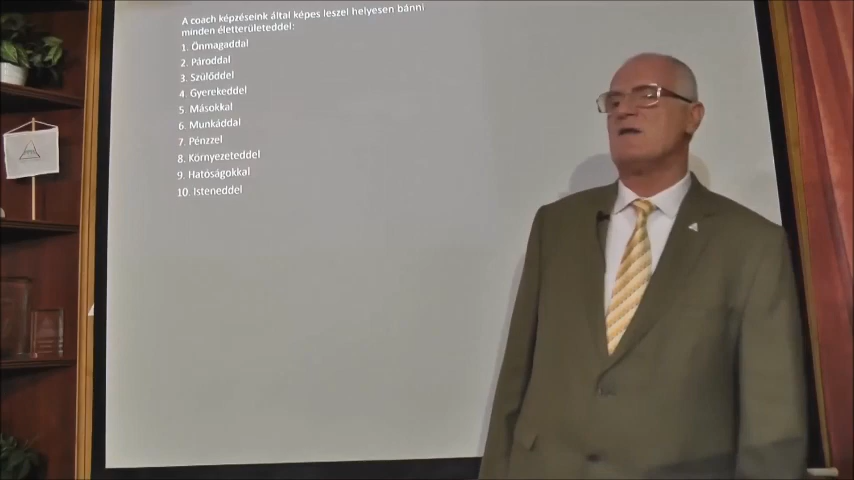 A coach képzéseink által képes leszel helyesen bánni
minden életterületeddel:
1. Önmagaddal
2. Pároddal
3. Szülőddel
4. Gyerekeddel
5. Másokkal
6. Munkáddal
7. Pénzzel
8. Környezeteddel
9. Hatóságokkal
10. Isteneddel